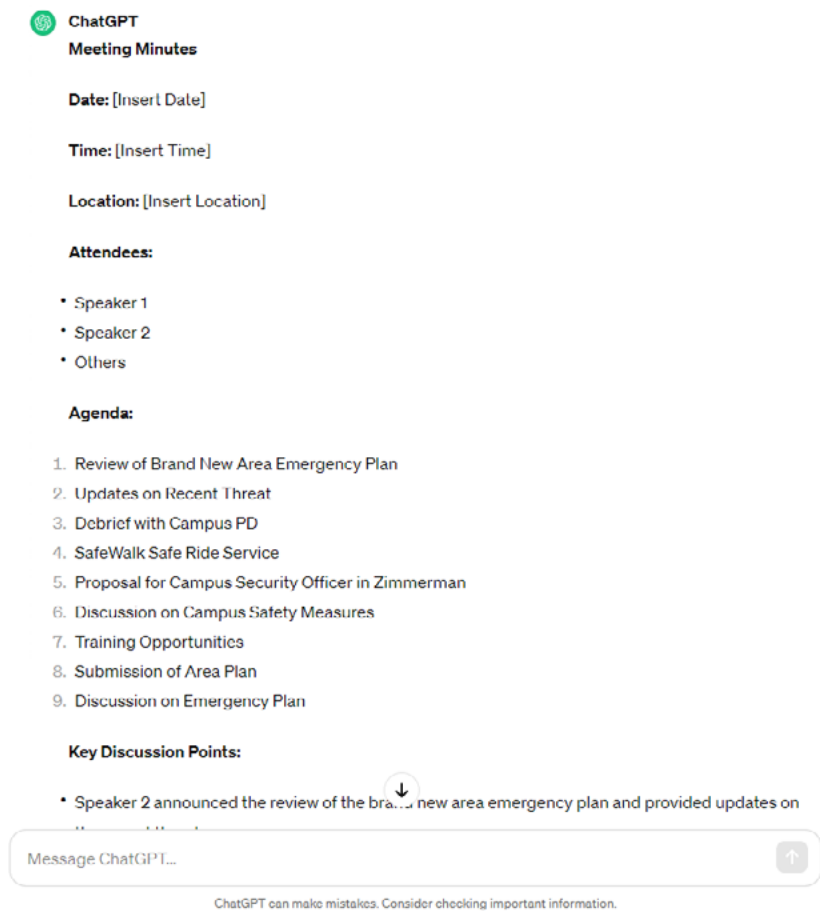 ChatGPT
Meeting Minutes
Date: [Insert Date]
Time: [Insert Time]
Location: [Insert Location]
Attendees:
• Speaker 1
• Speaker 2
• Others
Agenda:
1. Review of Brand New Area Emergency Plan
2. Updates on Recent Threat
3. Debrief with Campus PD
4. SafeWalk Safe Ride Service
5. Proposal for Campus Security Officer in Zimmerman
6. Discussion on Campus Safety Measures
7. Training Opportunities
8. Submission of Area Plan
9. Discussion on Emergency Plan
Key Discussion Points:
• Speaker 2 announced the review of the brand new area emergency plan and provided updates on
Message ChatGPT...
ChatGPT can make mistakes. Consider checking important information.